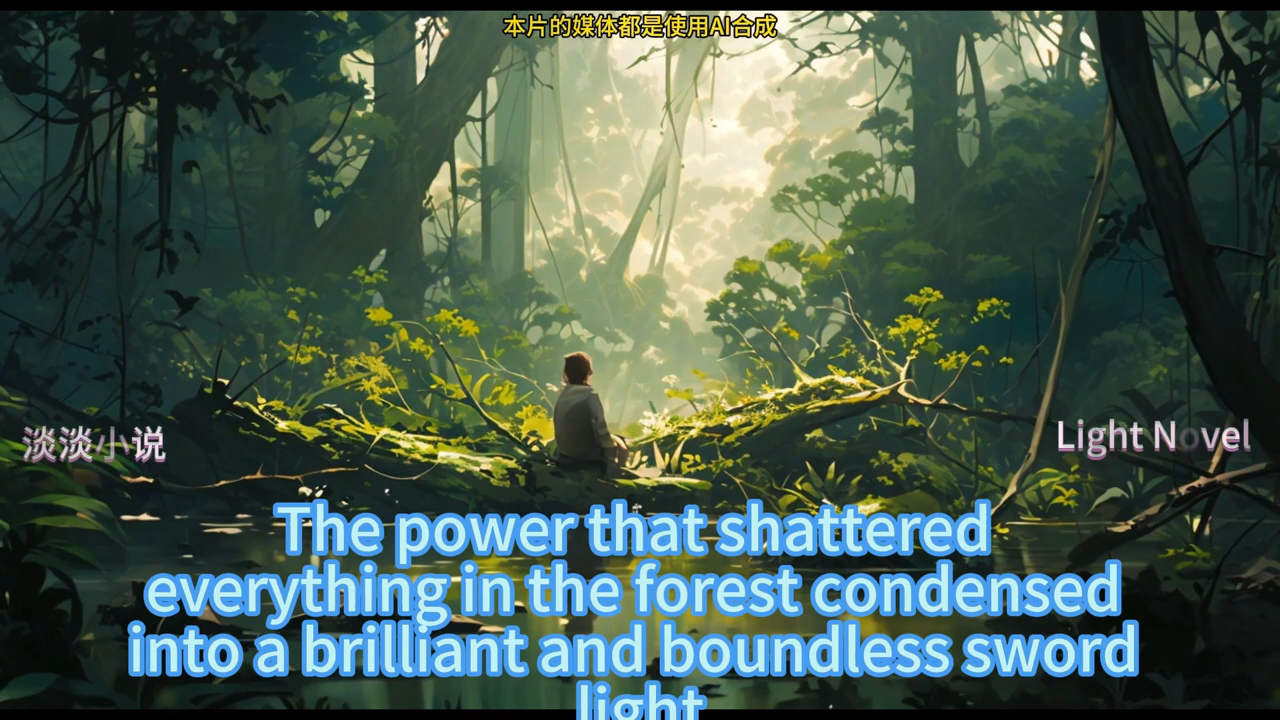 本片的媒体都是使用AI合成
淡淡小说
Light Novel
The power that shattered
everything in the forest condensed
into a brilliant and boundless sword
light